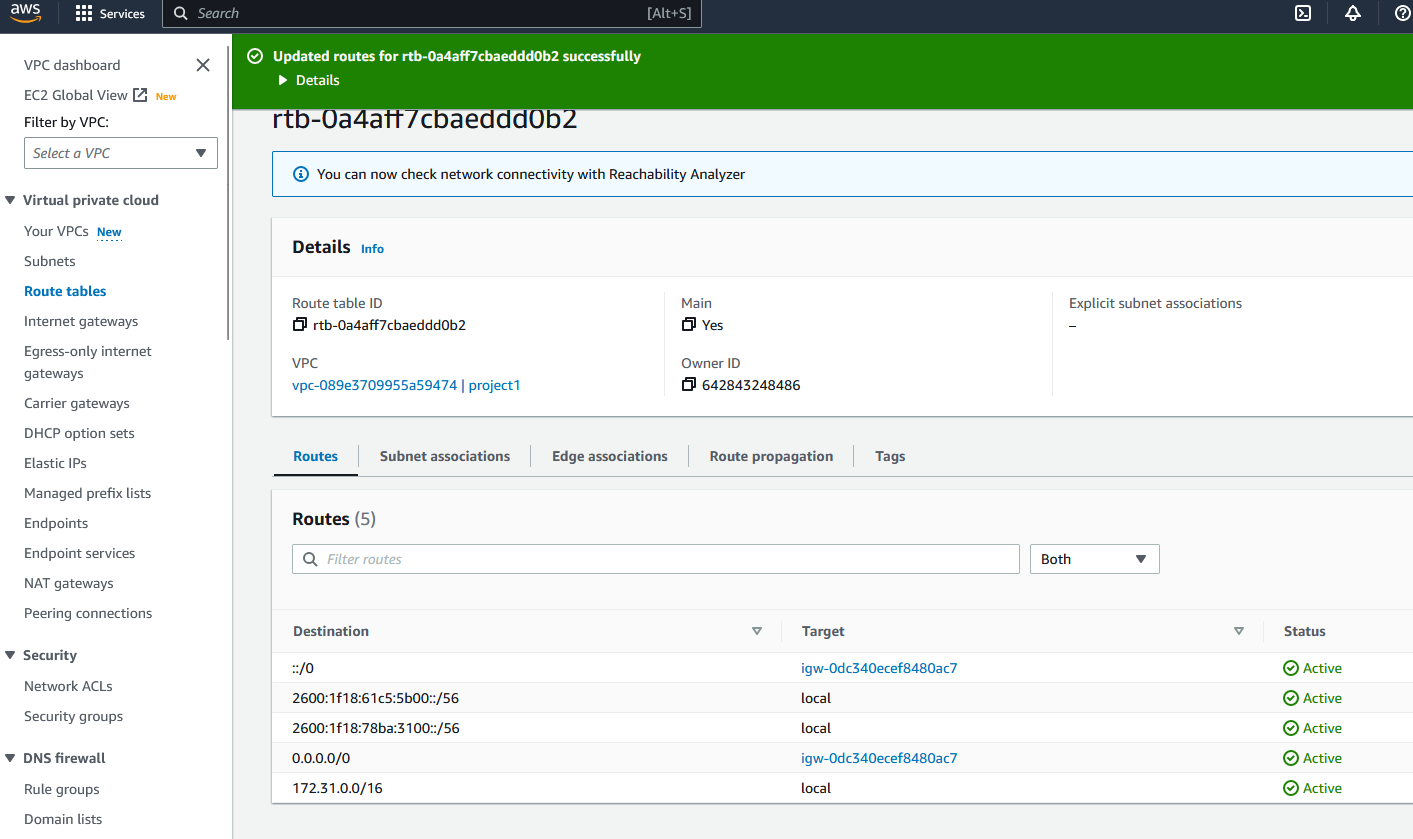 aws
Services
Search
[Alt+S]
VPC dashboard
EC2 Global View New
Filter by VPC:
Select a VPC
Virtual private cloud
Your VPCs New
Subnets
Route tables
Internet gateways
Egress-only internet
gateways
Carrier gateways
DHCP option sets
Elastic IPs
Managed prefix lists
Endpoints
Endpoint services
NAT gateways
Peering connections
Security
Network ACLs
Security groups
DNS firewall
Rule groups
Domain lists
Updated routes for rtb-0a4aff7cbaeddd0b2 successfully
Details
rtb-0a4aff7cbaeddd0b2
You can now check network connectivity with Reachability Analyzer
Details Info
Route table ID
rtb-0a4aff7cbaeddd0b2
Main
Yes
Explicit subnet associations
–
VPC
vpc-089e3709955a59474 | project1
Owner ID
642843248486
Routes Subnet associations Edge associations Route propagation Tags
Routes (5)
Filter routes
Both
Destination Target Status
::/0 igw-0dc340ecef8480ac7 Active
2600:1f18:61c5:5b00::/56 local Active
2600:1f18:78ba:3100::/56 local Active
0.0.0.0/0 igw-0dc340ecef8480ac7 Active
172.31.0.0/16 local Active